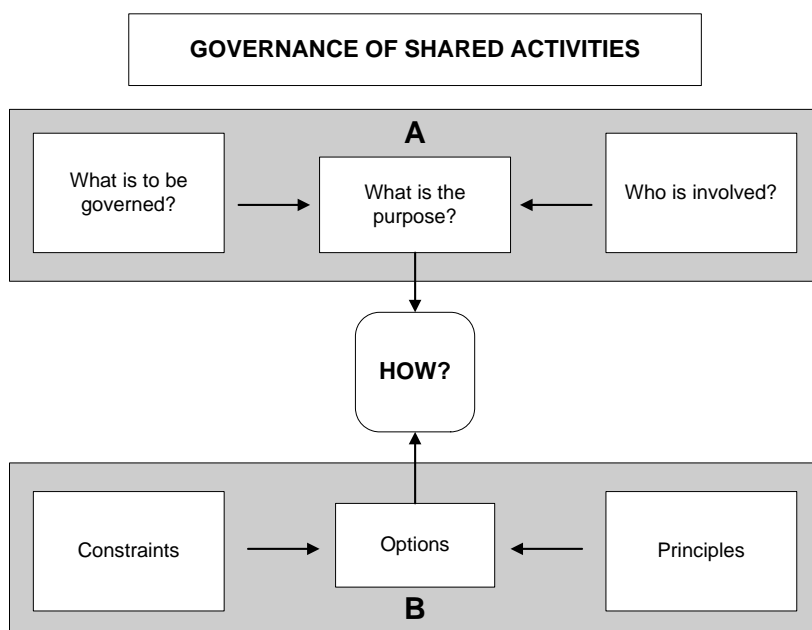 GOVERNANCE OF SHARED ACTIVITIES
A
What is to be
governed?
What is the
purpose?
Who is involved?
HOW?
Constraints
Options
Principles
B